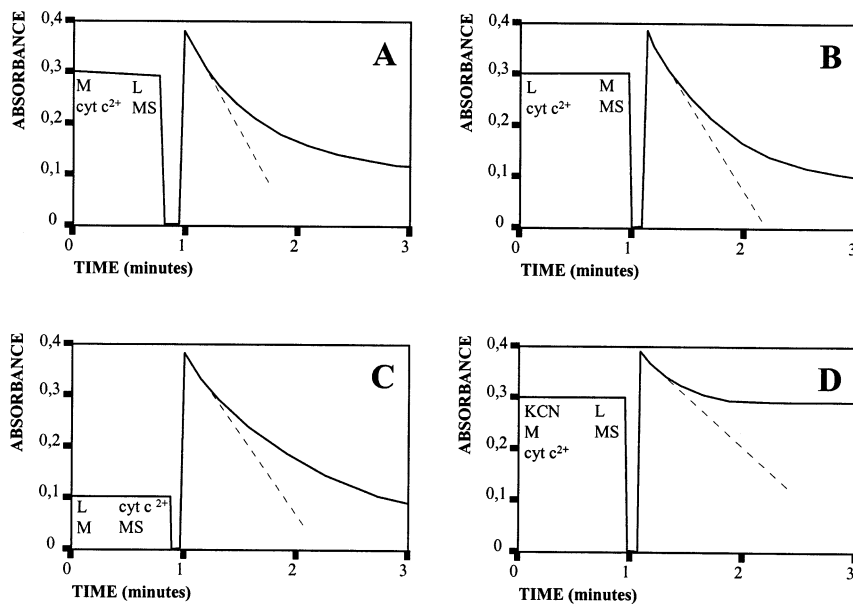 ABSORBANCE
0,4
0,3
0,2
0,1
0
A
M L
cyt c²⁺ MS
0 1 2 3
TIME (minutes)
ABSORBANCE
0,4
0,3
0,2
0,1
0
B
L M
cyt c²⁺ MS
0 1 2 3
TIME (minutes)
ABSORBANCE
0,4
0,3
0,2
0,1
0
C
L cyt c ²⁺
M MS
0 1 2 3
TIME (minutes)
ABSORBANCE
0,4
0,3
0,2
0,1
0
D
KCN L
M MS
cyt c²⁺
0 1 2 3
TIME (minutes)